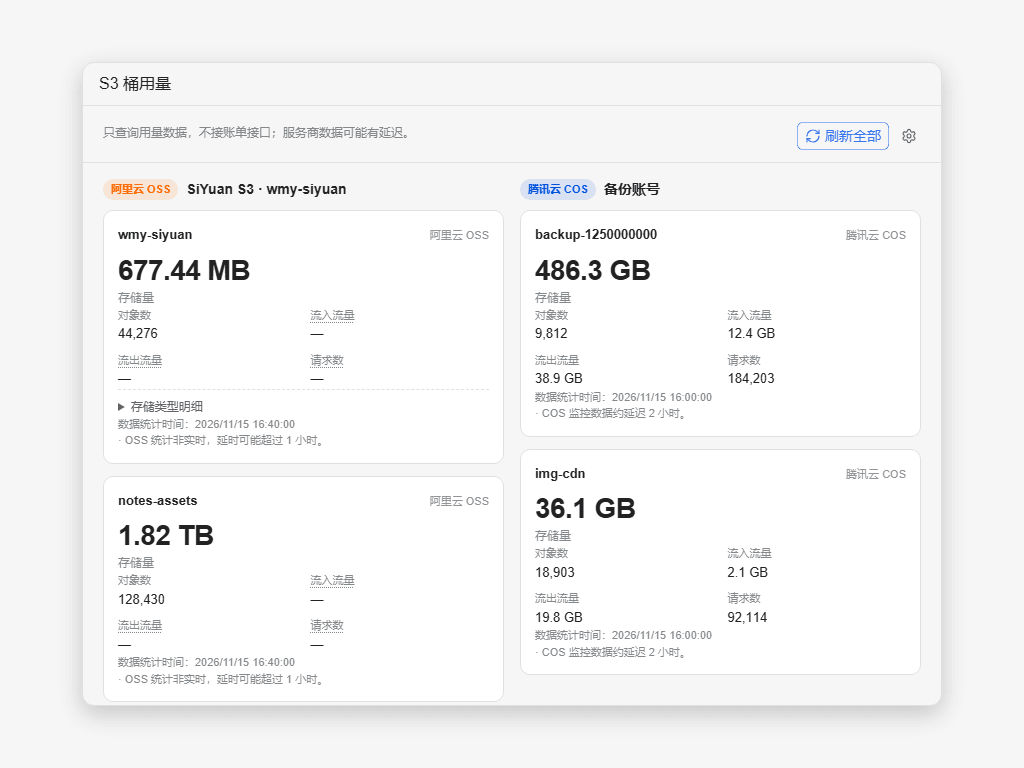 S3 桶用量
只查询用量数据，不接账单接口；服务商数据可能有延迟。
刷新全部
阿里云 OSS
SiYuan S3 · wmy-siyuan
wmy-siyuan
阿里云 OSS
677.44 MB
存储量
对象数
流入流量
44,276
—
流出流量
请求数
—
—
▶ 存储类型明细
数据统计时间：2026/11/15 16:40:00
· OSS 统计非实时，延时可能超过 1 小时。
notes-assets
阿里云 OSS
1.82 TB
存储量
对象数
流入流量
128,430
—
流出流量
请求数
—
—
数据统计时间：2026/11/15 16:40:00
· OSS 统计非实时，延时可能超过 1 小时。
腾讯云 COS
备份账号
backup-1250000000
腾讯云 COS
486.3 GB
存储量
对象数
流入流量
9,812
12.4 GB
流出流量
请求数
38.9 GB
184,203
数据统计时间：2026/11/15 16:00:00
· COS 监控数据约延迟 2 小时。
img-cdn
腾讯云 COS
36.1 GB
存储量
对象数
流入流量
18,903
2.1 GB
流出流量
请求数
19.8 GB
92,114
数据统计时间：2026/11/15 16:00:00
· COS 监控数据约延迟 2 小时。